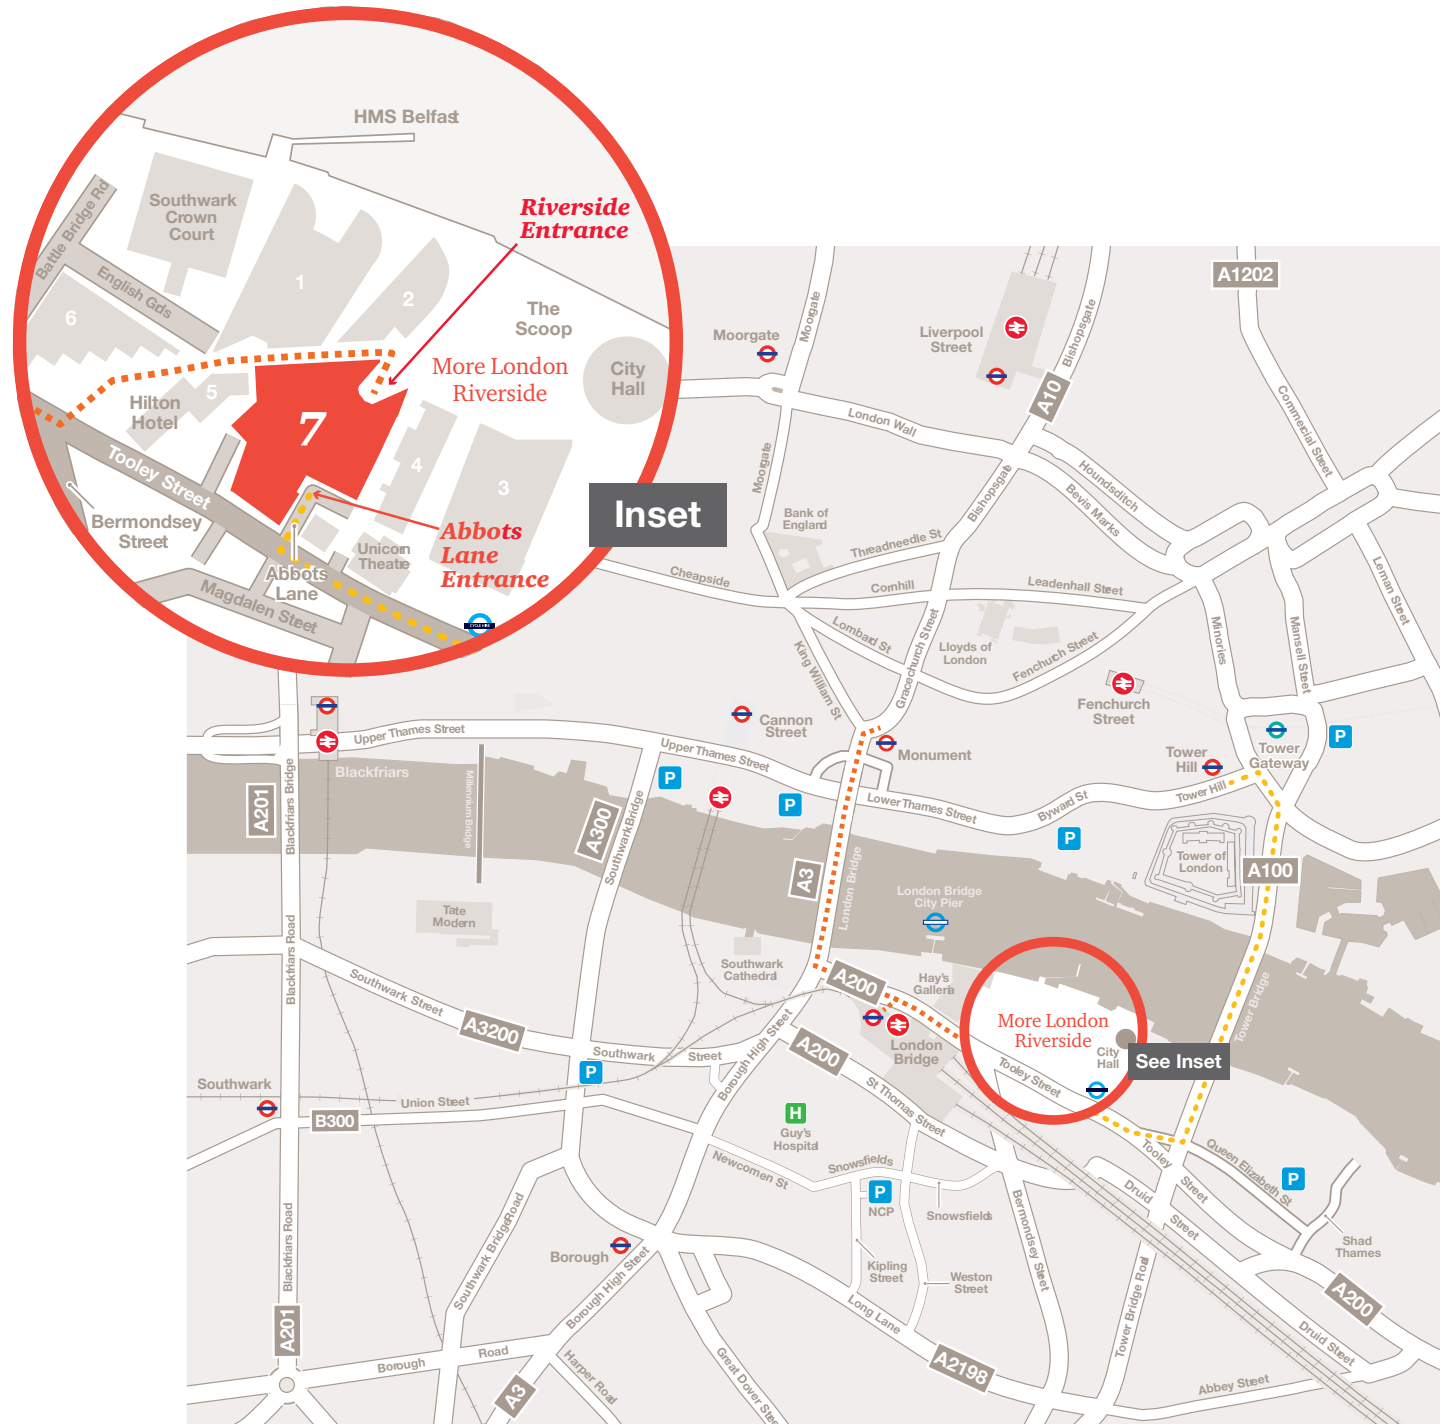 HMS Belfast
Battle Bridge Rd
Southwark
Crown
Court
English Gds
Riverside
Entrance
1
2
6
5
The
Scoop
More London
Riverside
City
Hall
Hilton
Hotel
7
4
3
Tooley Street
Bermondsey
Street
Abbots
Lane
Entrance
Unicorn
Theatre
Abbots
Lane
Magdalen Street
CYCLE HIRE
Inset
A1202
Moorgate
Moorgate
Liverpool
Street
Bishopsgate
A10
London Wall
Commercial Street
Moorgate
Houndsditch
Bevis Marks
Bishopsgate
Bank of
England
Threadneedle St
Cheapside
Cornhill
Leadenhall Street
Leman Street
Lombard St
King William St
Gracechurch Street
Lloyds of
London
Fenchurch Street
Minories
Mansell Street
Fenchurch
Street
Cannon
Street
Monument
Tower
Hill
Tower
Gateway
P
Upper Thames Street
Upper Thames Street
Blackfriars
Blackfriars Bridge
Millennium Bridge
A201
A300
Southwark Bridge
P
P
Lower Thames Street
Byward St
Tower Hill
P
Tower of
London
A100
A3
London Bridge
London Bridge
City Pier
Tate
Modern
Blackfriars Road
Southwark
Cathedral
Hay's
Galleria
A200
Tower Bridge
Southwark Street
A3200
More London
Riverside
City
Hall
See Inset
London
Bridge
Southwark
Street
Borough High Street
A200
Tooley Street
P
Southwark
Union Street
B300
St Thomas Street
H
Guy's
Hospital
Newcomen St
Snowsfields
P
NCP
Snowsfields
Tooley
Street
Queen Elizabeth St
P
Druid
Street
Shad
Thames
Blackfriars Road
Southwark Bridge Road
Borough
Borough High Street
Kipling
Street
Weston
Street
Bermondsey Street
Tower Bridge Road
A200
A201
Long Lane
Druid Street
Borough
Road
Harper Road
Great Dover Street
A3
A2198
Abbey Street